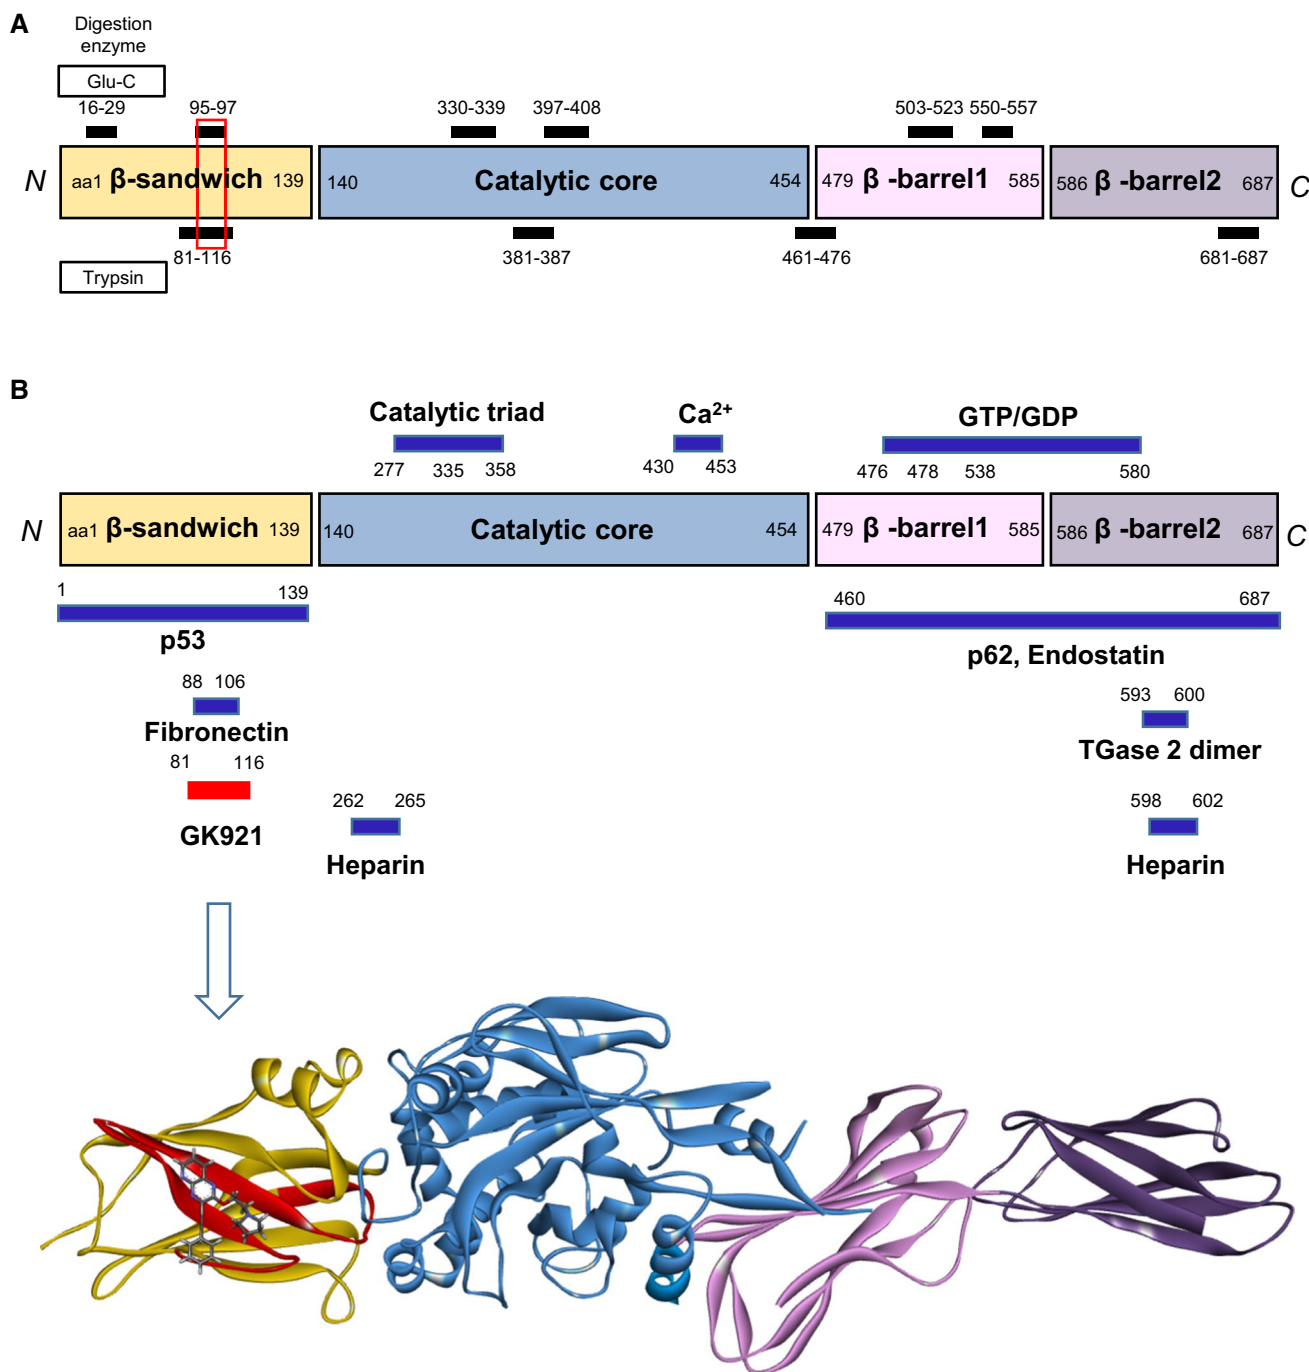 A
Digestion
enzyme
Glu-C
16-29 95-97 330-339 397-408 503-523 550-557
N aa1 β-sandwich 139 140 Catalytic core 454 479 β -barrel1 585 586 β -barrel2 687 C
81-116 381-387 461-476 681-687
Trypsin
B
Catalytic triad Ca²⁺ GTP/GDP
277 335 358 430 453 476 478 538 580
N aa1 β-sandwich 139 140 Catalytic core 454 479 β -barrel1 585 586 β -barrel2 687 C
1 139 460 687
p53 p62, Endostatin
88 106 593 600
Fibronectin TGase 2 dimer
81 116
262 265 598 602
GK921
Heparin Heparin